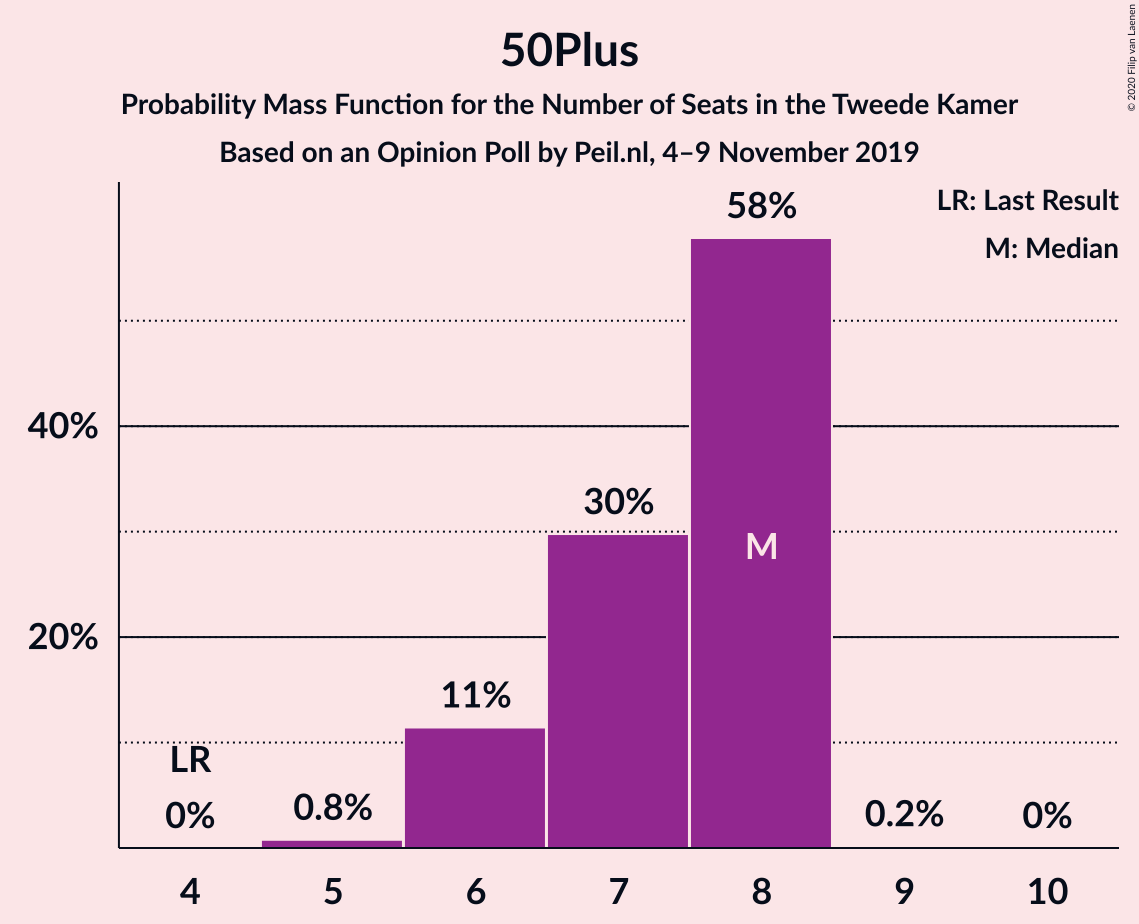 50Plus
Probability Mass Function for the Number of Seats in the Tweede Kamer
Based on an Opinion Poll by Peil.nl, 4–9 November 2019
© 2020 Filip van Laenen
LR: Last Result
M: Median
58%
40%
30%
M
20%
11%
LR
0%
0.8%
0.2%
0%
4 5 6 7 8 9 10